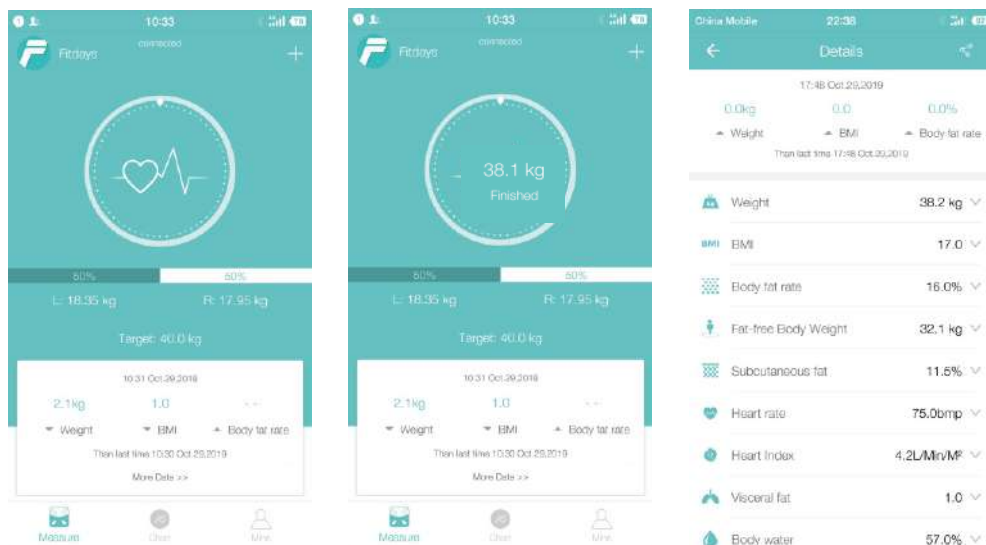 10:33
78
connected
Fitdays
+
50% 50%
L: 18.35 kg R: 17.95 kg
Target: 40.0 kg
10:31 Oct.29,2019
2.1kg 1.0 - -
Weight BMI Body fat rate
Than last time 10:30 Oct.29,2019
More Data >>
Measure Chart Mine
10:33
78
connected
Fitdays
+
38.1 kg
Finished
50% 50%
L: 18.35 kg R: 17.95 kg
Target: 40.0 kg
10:31 Oct.29,2019
2.1kg 1.0 - -
Weight BMI Body fat rate
Than last time 10:30 Oct.29,2019
More Data >>
Measure Chart Mine
China Mobile 22:38
Details
17:48 Oct.29,2019
0.0kg 0.0 0.0%
Weight BMI Body fat rate
Than last time 17:48 Oct.29,2019
Weight 38.2 kg
BMI BMI 17.0
Body fat rate 16.0%
Fat-free Body Weight 32.1 kg
Subcutaneous fat 11.5%
Heart rate 75.0bmp
Heart Index 4.2L/Min/M²
Visceral fat 1.0
Body water 57.0%